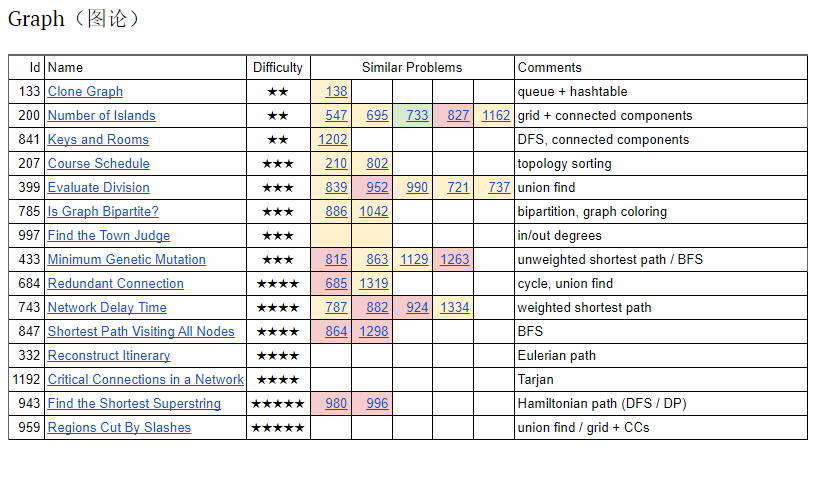 Graph（图论）
Id Name Difficulty Similar Problems Comments
133 Clone Graph ★★ 138 queue + hashtable
200 Number of Islands ★★ 547 695 733 827 1162 grid + connected components
841 Keys and Rooms ★★ 1202 DFS, connected components
207 Course Schedule ★★★ 210 802 topology sorting
399 Evaluate Division ★★★ 839 952 990 721 737 union find
785 Is Graph Bipartite? ★★★ 886 1042 bipartition, graph coloring
997 Find the Town Judge ★★★ in/out degrees
433 Minimum Genetic Mutation ★★★ 815 863 1129 1263 unweighted shortest path / BFS
684 Redundant Connection ★★★★ 685 1319 cycle, union find
743 Network Delay Time ★★★★ 787 882 924 1334 weighted shortest path
847 Shortest Path Visiting All Nodes ★★★★ 864 1298 BFS
332 Reconstruct Itinerary ★★★★ Eulerian path
1192 Critical Connections in a Network ★★★★ Tarjan
943 Find the Shortest Superstring ★★★★★ 980 996 Hamiltonian path (DFS / DP)
959 Regions Cut By Slashes ★★★★★ union find / grid + CCs